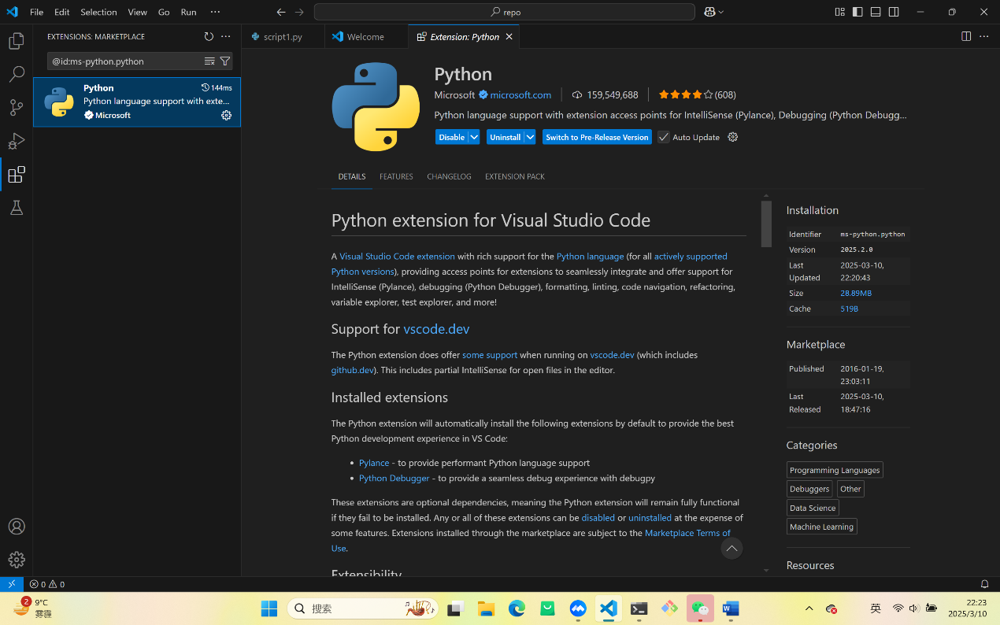 File Edit Selection View Go Run ···
repo
EXTENSIONS: MARKETPLACE
@id:ms-python.python
Python 144ms
Python language support with exte...
Microsoft
script1.py
Welcome
Extension: Python
Python
Microsoft microsoft.com 159,549,688 (608)
Python language support with extension access points for IntelliSense (Pylance), Debugging (Python Debugg...
Disable Uninstall Switch to Pre-Release Version Auto Update
DETAILS FEATURES CHANGELOG EXTENSION PACK
Python extension for Visual Studio Code
A Visual Studio Code extension with rich support for the Python language (for all actively supported
Python versions), providing access points for extensions to seamlessly integrate and offer support for
IntelliSense (Pylance), debugging (Python Debugger), formatting, linting, code navigation, refactoring,
variable explorer, test explorer, and more!
Support for vscode.dev
The Python extension does offer some support when running on vscode.dev (which includes
github.dev). This includes partial IntelliSense for open files in the editor.
Installed extensions
The Python extension will automatically install the following extensions by default to provide the best
Python development experience in VS Code:
• Pylance - to provide performant Python language support
• Python Debugger - to provide a seamless debug experience with debugpy
These extensions are optional dependencies, meaning the Python extension will remain fully functional
if they fail to be installed. Any or all of these extensions can be disabled or uninstalled at the expense of
some features. Extensions installed through the marketplace are subject to the Marketplace Terms of
Use.
Extensibility
Installation
Identifier ms-python.python
Version 2025.2.0
Last Updated 2025-03-10, 22:20:43
Size 28.89MB
Cache 519B
Marketplace
Published 2016-01-19, 23:03:11
Last Released 2025-03-10, 18:47:16
Categories
Programming Languages
Debuggers Other
Data Science
Machine Learning
Resources
0 0
2
9°C
雾霾
搜索
英
22:23
2025/3/10